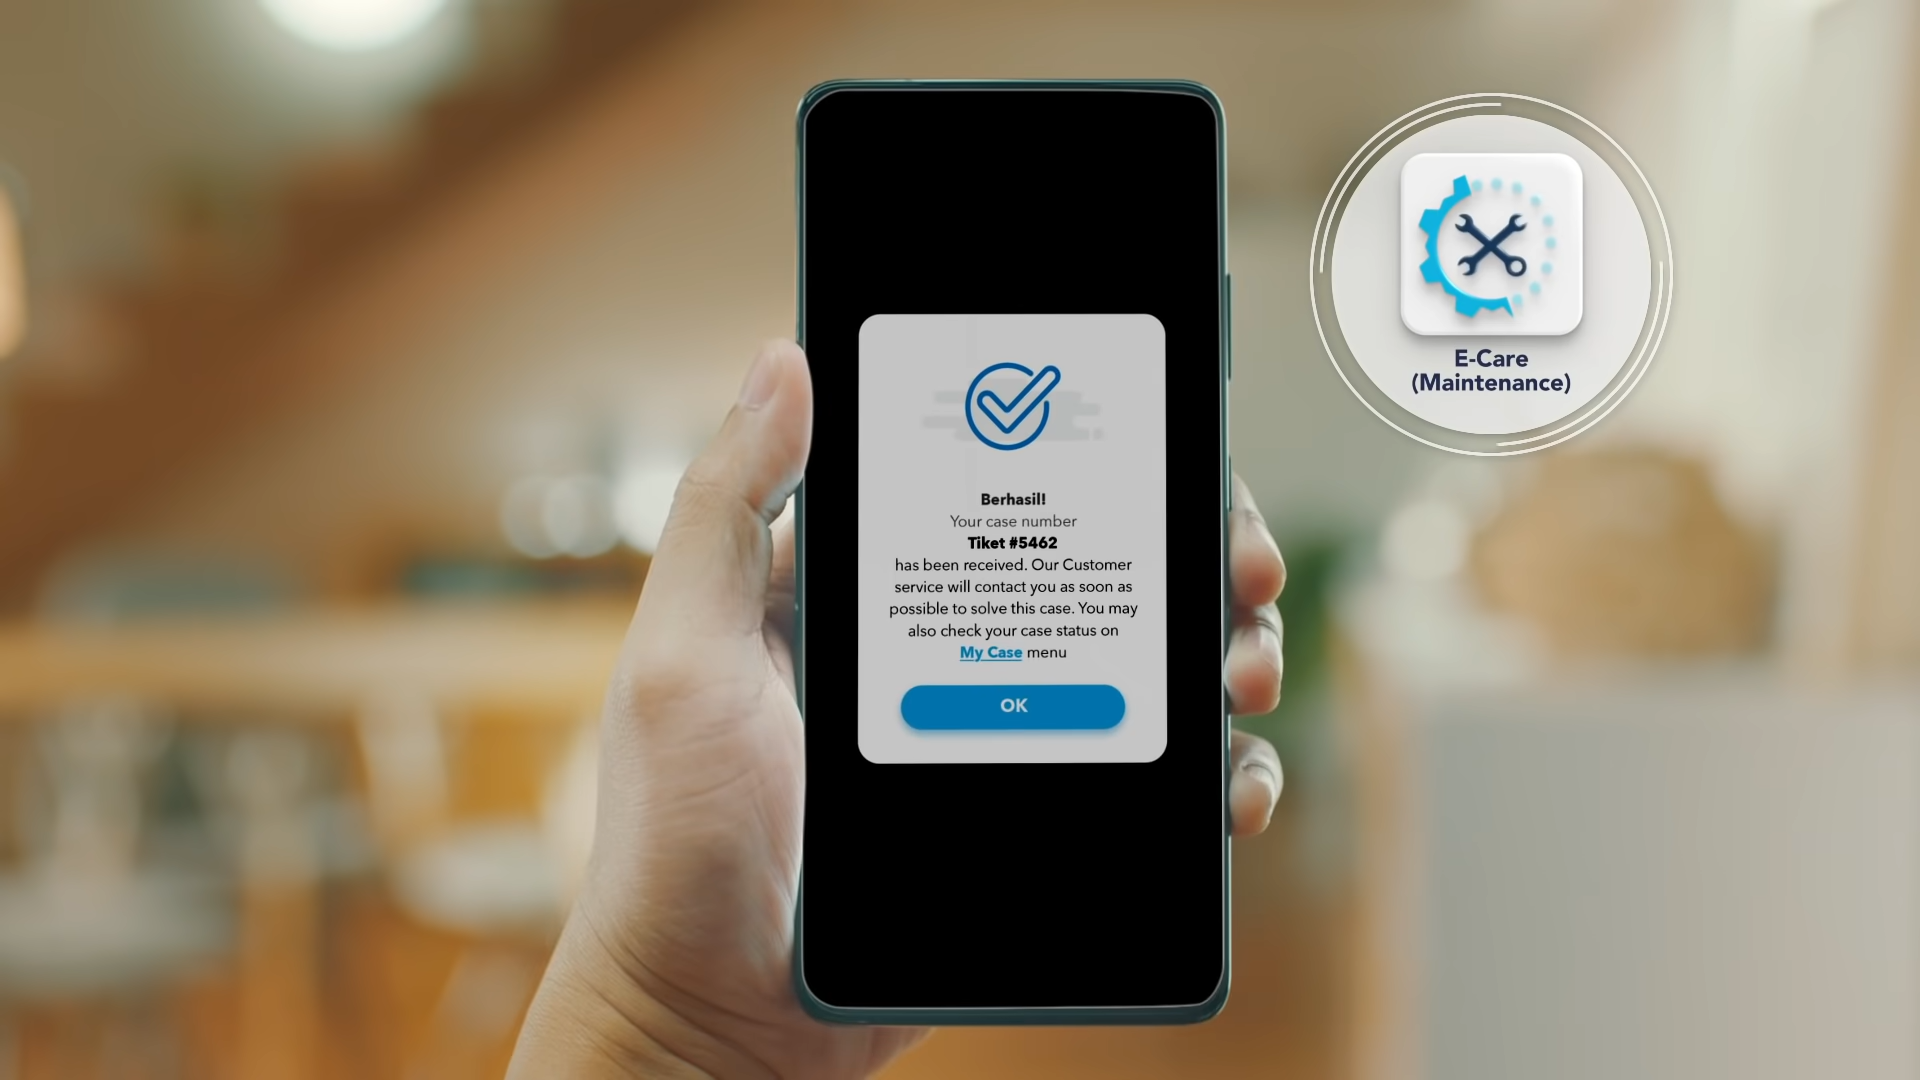 Berhasil!
Your case number
Tiket #5462
has been received. Our Customer
service will contact you as soon as
possible to solve this case. You may
also check your case status on
My Case menu
OK
E-Care
(Maintenance)